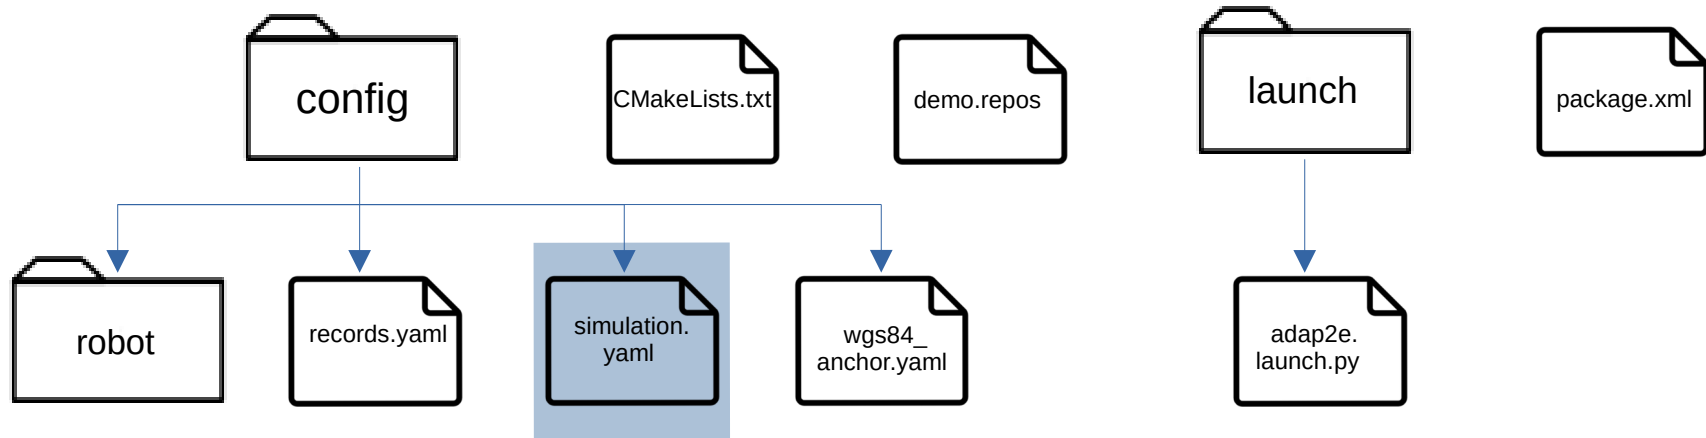 config
CMakeLists.txt
demo.repos
launch
package.xml
robot
records.yaml
simulation.
yaml
wgs84_
anchor.yaml
adap2e.
launch.py